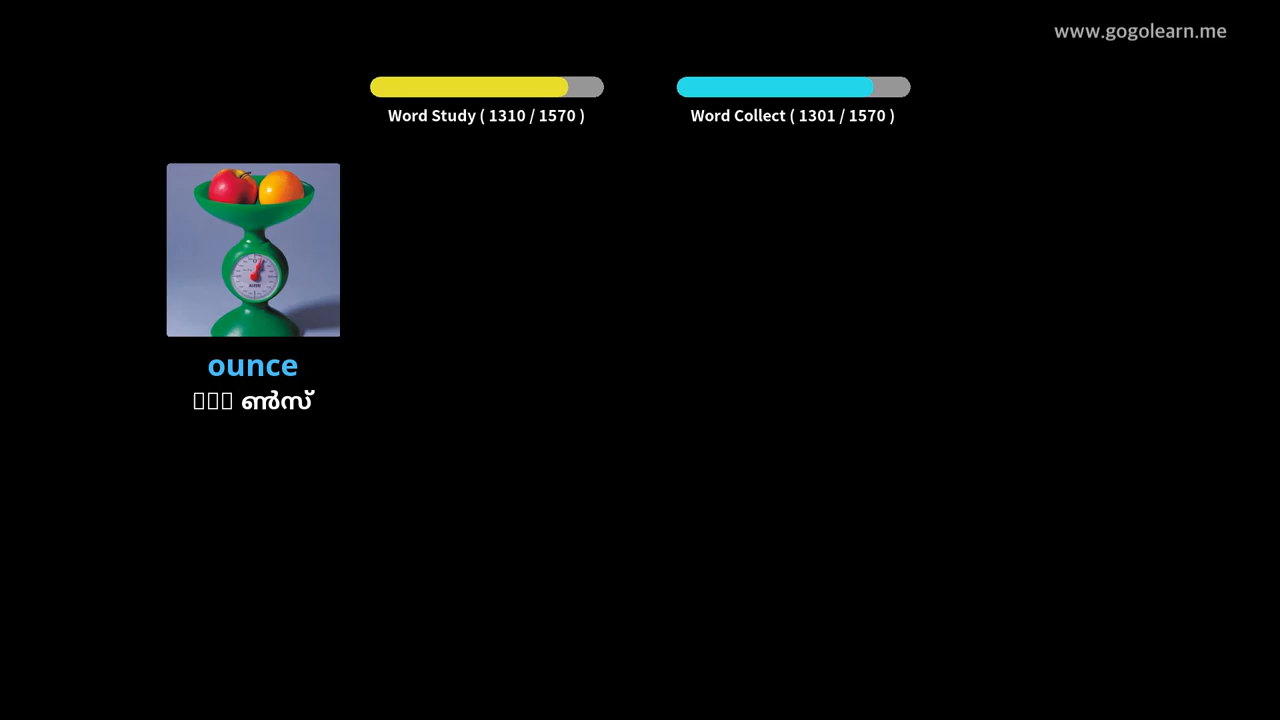 www.gogolearn.me
Word Study ( 1310 / 1570 )
Word Collect ( 1301 / 1570 )
ounce
ൺസ്